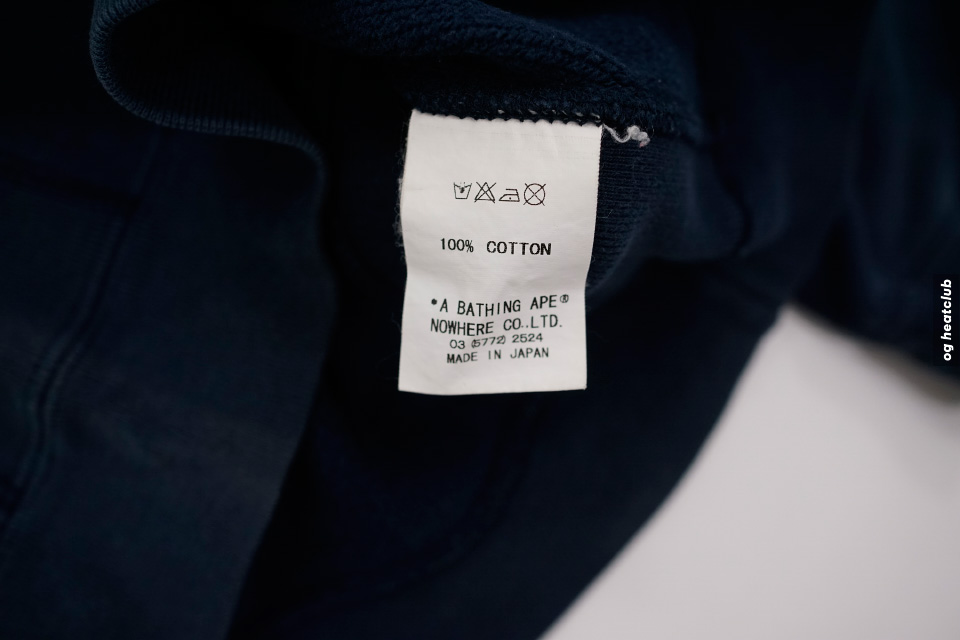 100% COTTON
*A BATHING APE®
NOWHERE CO.,LTD.
03 (5772) 2524
MADE IN JAPAN
og heatclub